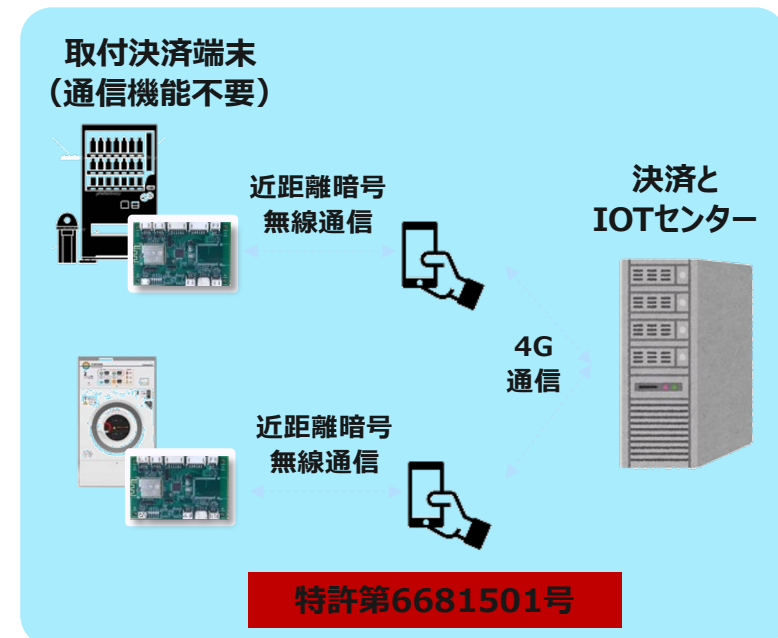 取付決済端末
（通信機能不要）
近距離暗号
無線通信
決済と
IOTセンター
4G
通信
近距離暗号
無線通信
特許第6681501号